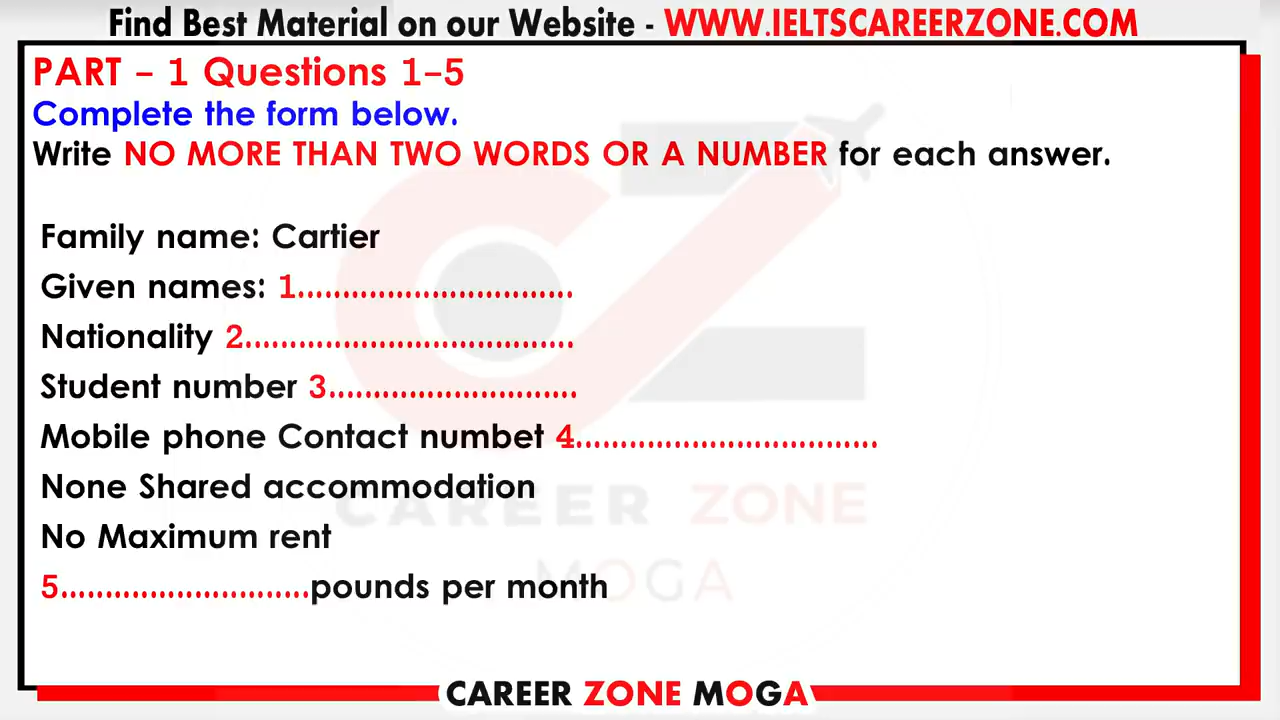 Find Best Material on our Website - WWW.IELTSCAREERZONE.COM
PART – 1 Questions 1–5
Complete the form below.
Write NO MORE THAN TWO WORDS OR A NUMBER for each answer.
Family name: Cartier
Given names: 1...............................
Nationality 2.....................................
Student number 3............................
Mobile phone Contact numbet 4..................................
None Shared accommodation
CAREER ZONE
No Maximum rent
5............................pounds per month
MOGA
CAREER ZONE MOGA